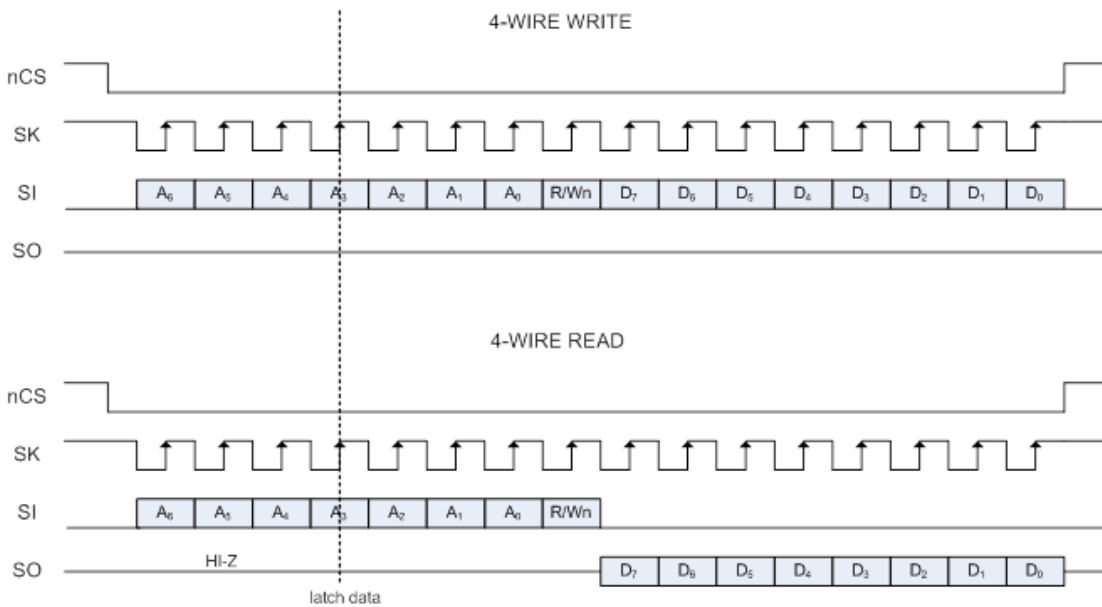 4-WIRE WRITE
nCS
SK
SI A₆ A₅ A₄ A₃ A₂ A₁ A₀ R/Wn D₇ D₆ D₅ D₄ D₃ D₂ D₁ D₀
SO
4-WIRE READ
nCS
SK
SI A₆ A₅ A₄ A₃ A₂ A₁ A₀ R/Wn
SO HI-Z D₇ D₆ D₅ D₄ D₃ D₂ D₁ D₀
latch data